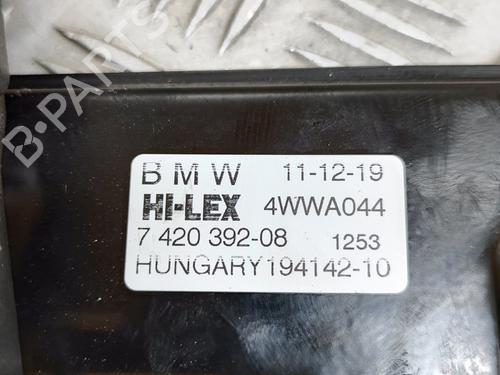 B-PARTS
BMW 11-12-19
HI-LEX 4WWA044
7 420 392-08 1253
HUNGARY194142-10